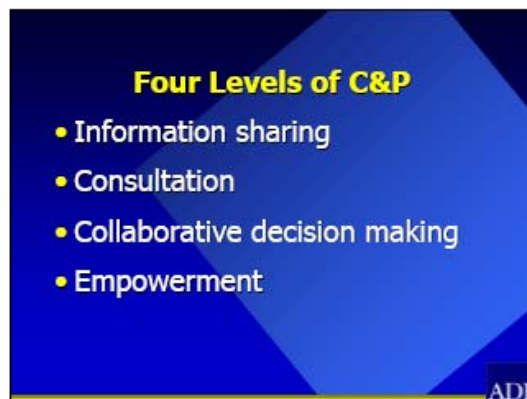 Four Levels of C&P
• Information sharing
• Consultation
• Collaborative decision making
• Empowerment